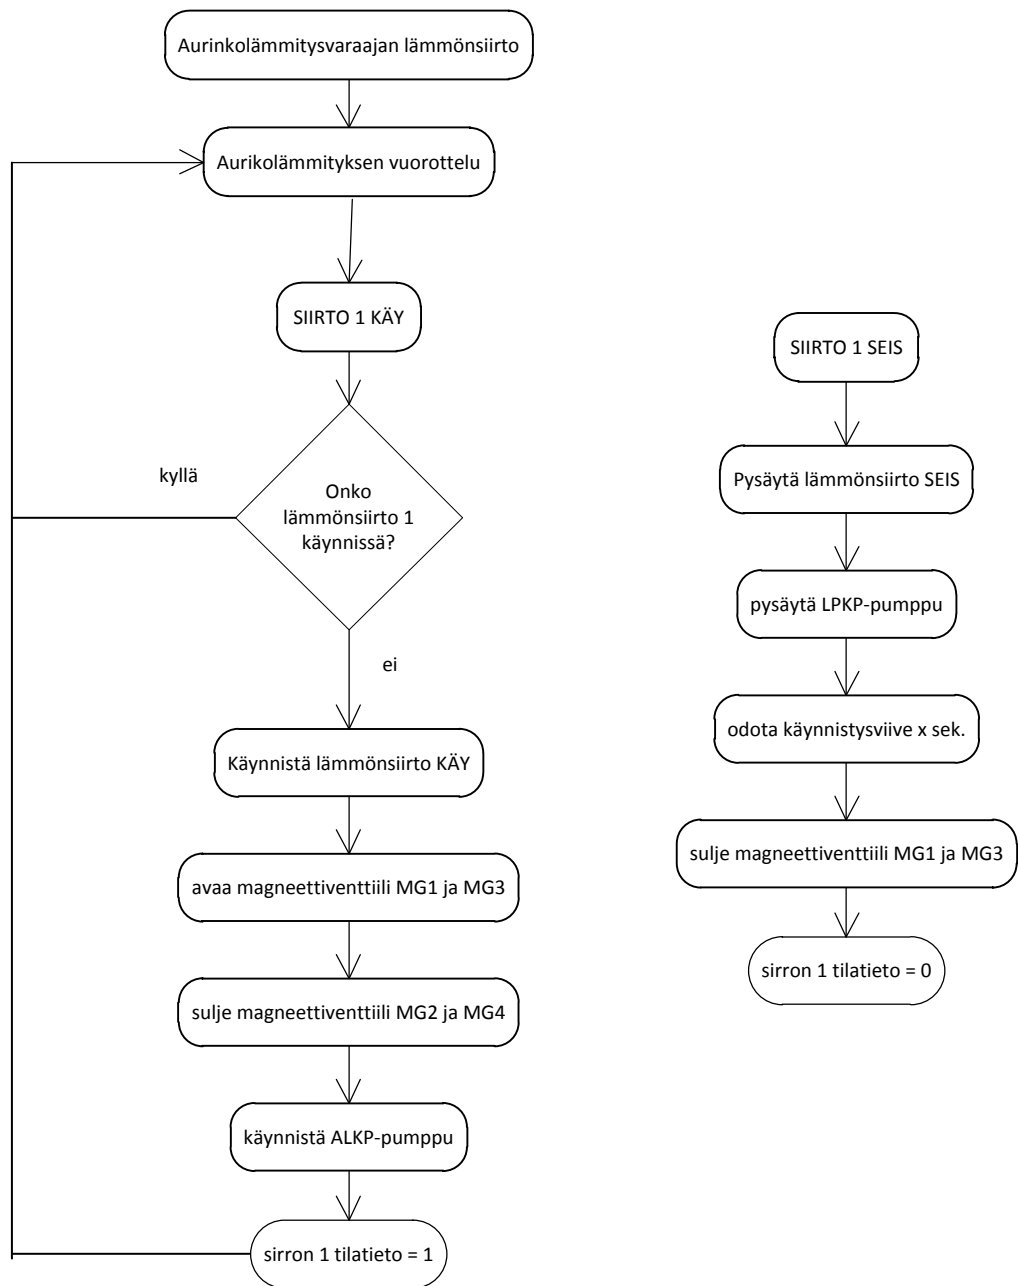 Aurinkolämmitysvaraajan lämmönsiirto
Aurikolämmityksen vuorottelu
SIIRTO 1 KÄY
kyllä
Onko
lämmönsiirto 1
käynnissä?
ei
Käynnistä lämmönsiirto KÄY
avaa magneettiventtiili MG1 ja MG3
sulje magneettiventtiili MG2 ja MG4
käynnistä ALKP-pumppu
sirron 1 tilatieto = 1
SIIRTO 1 SEIS
Pysäytä lämmönsiirto SEIS
pysäytä LPKP-pumppu
odota käynnistysviive x sek.
sulje magneettiventtiili MG1 ja MG3
sirron 1 tilatieto = 0